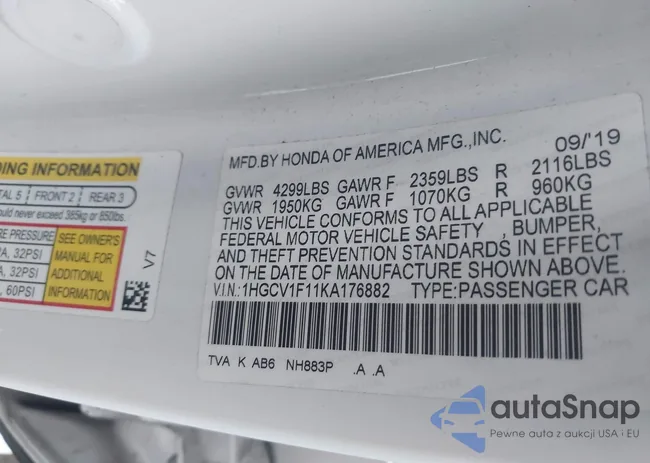 DING INFORMATION
TAL 5 FRONT 2 REAR 3
ould never exceed 385kg or 850lbs.
RE PRESSURE
A, 32PSI
A, 32PSI
, 60PSI
SEE OWNER'S
MANUAL FOR
ADDITIONAL
INFORMATION
V7
MFD.BY HONDA OF AMERICA MFG.,INC. 09/'19
GVWR 4299LBS GAWR F 2359LBS R 2116LBS
GVWR 1950KG GAWR F 1070KG R 960KG
THIS VEHICLE CONFORMS TO ALL APPLICABLE
FEDERAL MOTOR VEHICLE SAFETY , BUMPER,
AND THEFT PREVENTION STANDARDS IN EFFECT
ON THE DATE OF MANUFACTURE SHOWN ABOVE.
V.I.N.:1HGCV1F11KA176882 TYPE:PASSENGER CAR
TVA K AB6 NH883P .A .A
autaSnap
Pewne auta z aukcji USA i EU